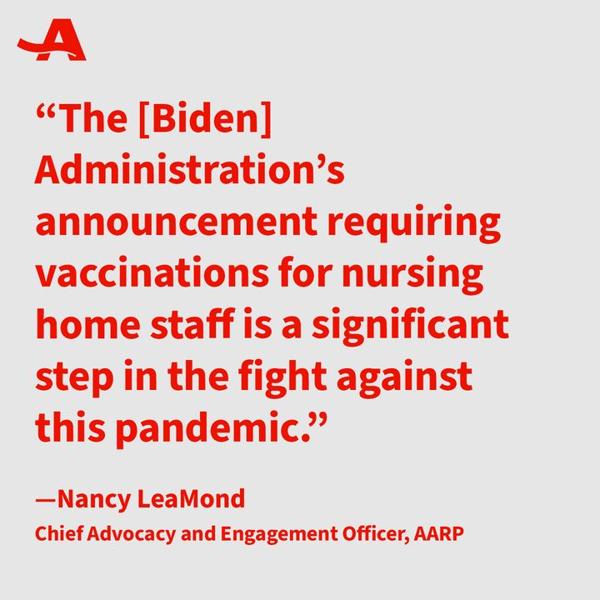 “The [Biden]
Administration’s
announcement requiring
vaccinations for nursing
home staff is a significant
step in the fight against
this pandemic.”
—Nancy LeaMond
Chief Advocacy and Engagement Officer, AARP